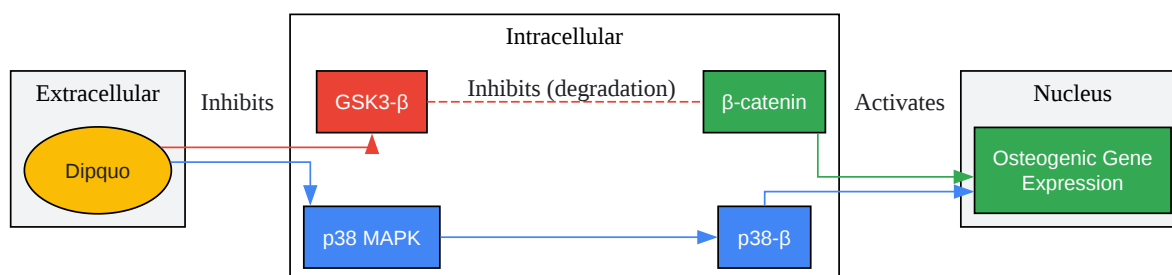 Intracellular
Extracellular
Inhibits
GSK3-β
Inhibits (degradation)
β-catenin
Activates
Nucleus
Dipquo
Osteogenic Gene
Expression
p38 MAPK
p38-β